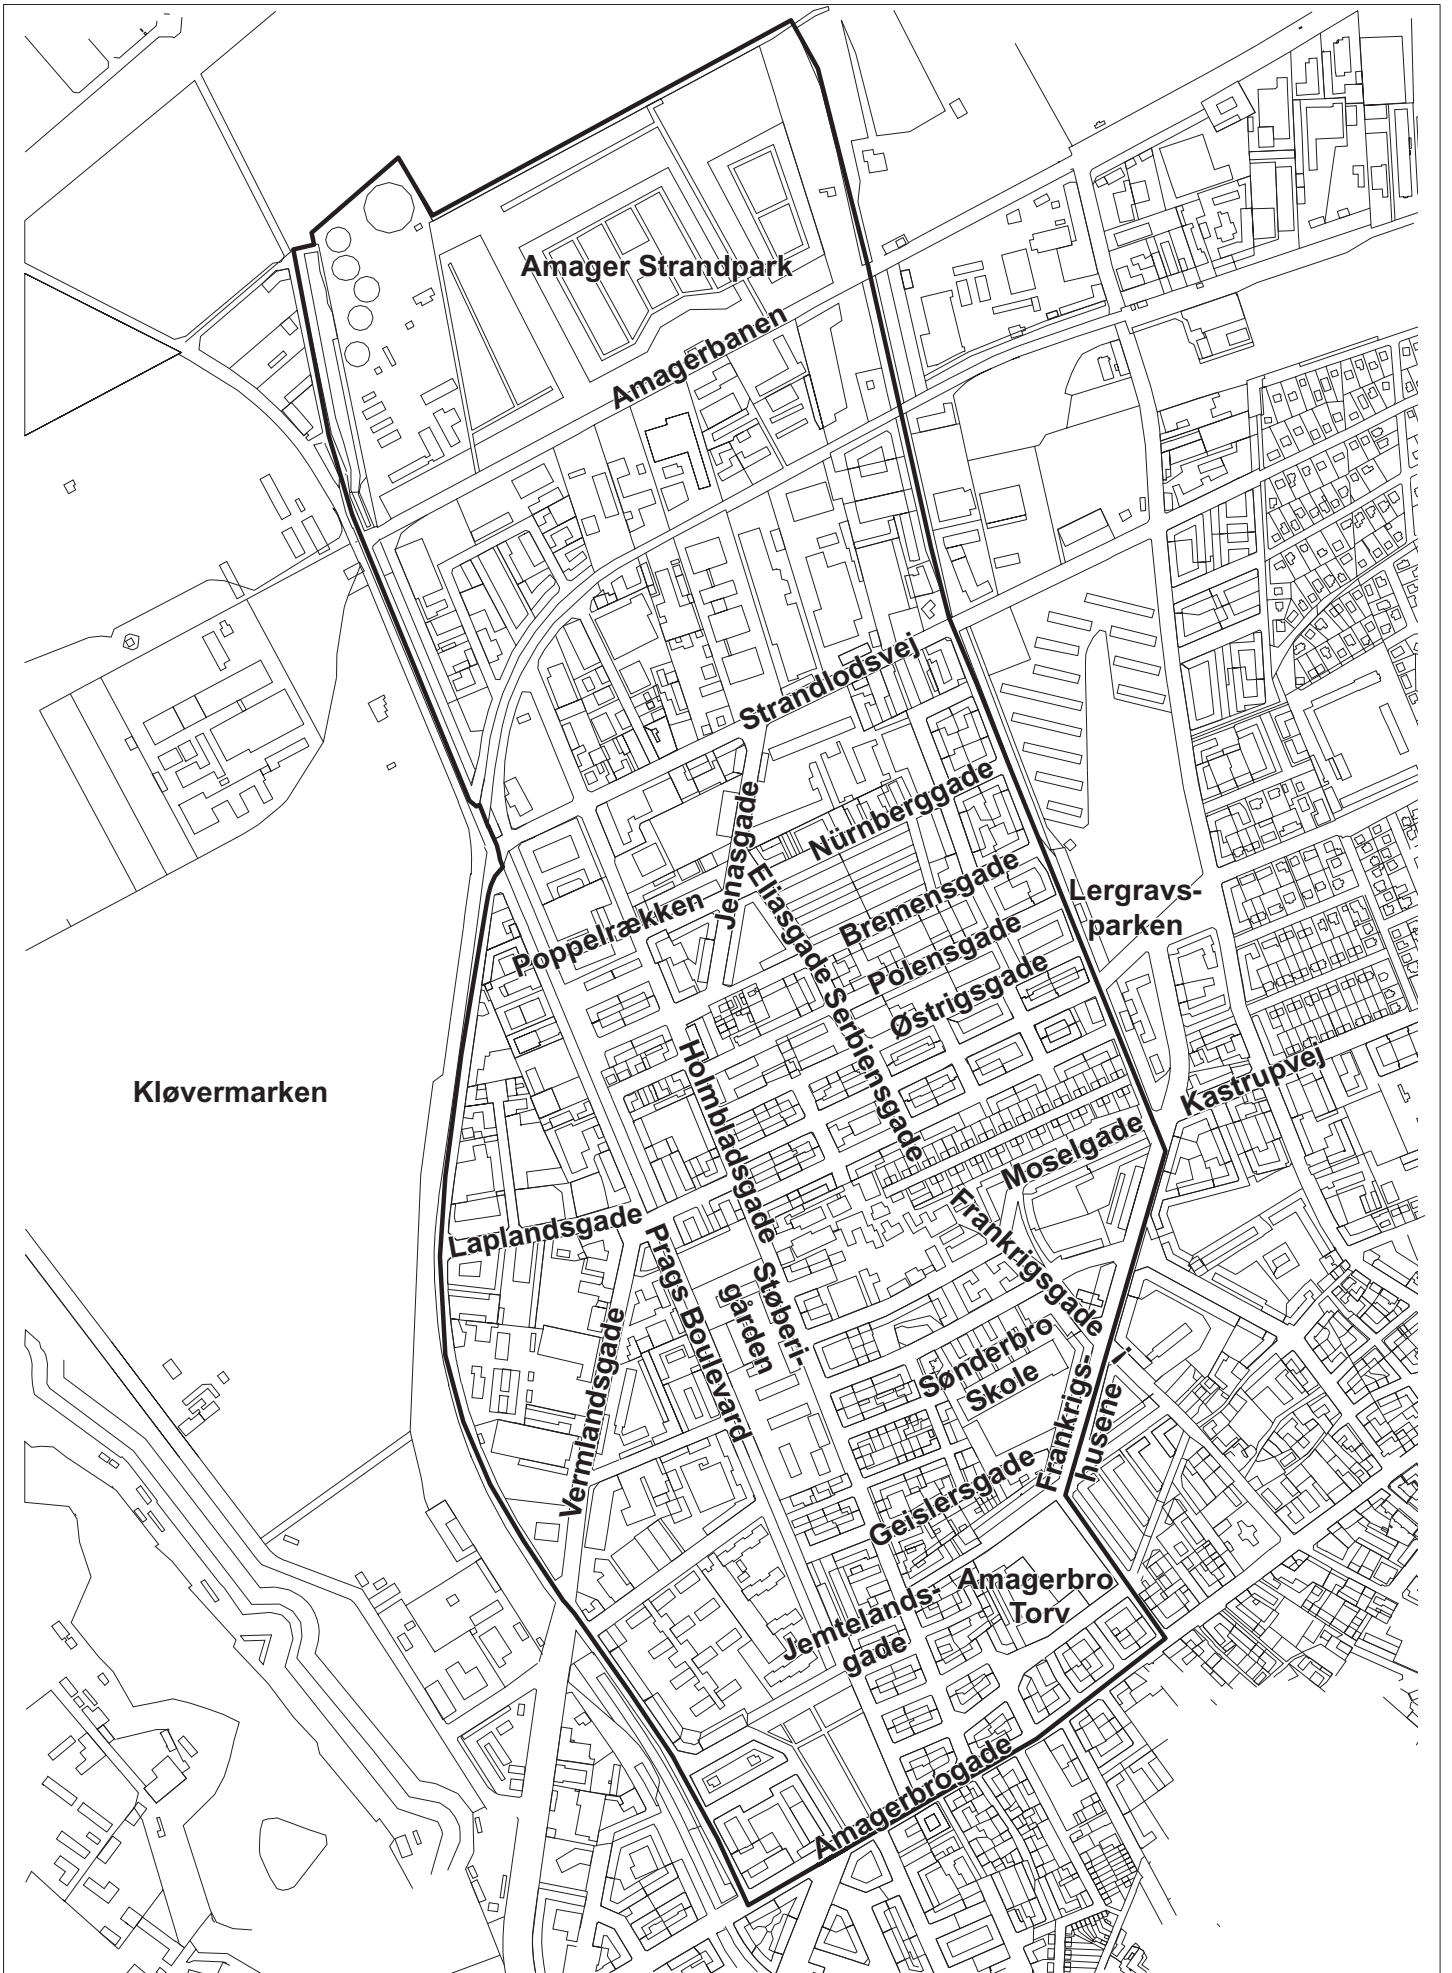 Amager Strandpark
Amagerbanen
Strandlodsvej
Jenasgade
Nürnberggade
Eliasgade
Bremensgade
Lergravs-
parken
Poppelrækken
Polensgade
Østrigsgade
Serbiensgade
Kløvermarken
Holmbladsgade
Kastrupvej
Moselgade
Laplandsgade
Frankrigsgade
Prags Boulevard
Støberi-
gården
Vermlandsgade
Sønderbro
Skole
Frankrigs-
husene i
Geislersgade
Amagerbro
Torv
Jemtelands-
gade
Amagerbrogade